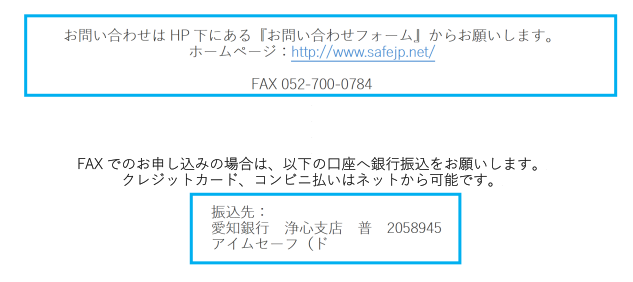 お問い合わせは HP 下にある『お問い合わせフォーム』からお願いします。
ホームページ：http://www.safejp.net/
FAX 052-700-0784
FAX でのお申し込みの場合は、以下の口座へ銀行振込をお願いします。
クレジットカード、コンビニ払いはネットから可能です。
振込先：
愛知銀行　浄心支店　普　2058945
アイムセーフ（ド